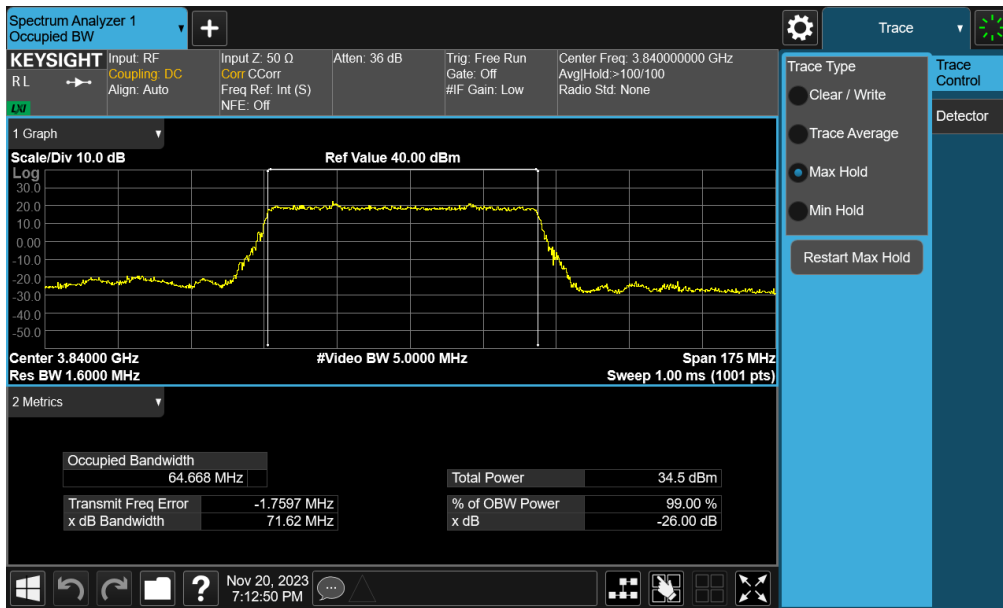 Spectrum Analyzer 1
Occupied BW
Trace
KEYSIGHT
R L
LXI
Input: RF
Coupling: DC
Align: Auto
Input Z: 50 Ω
Corr CCorr
Freq Ref: Int (S)
NFE: Off
Atten: 36 dB
Trig: Free Run
Gate: Off
#IF Gain: Low
Center Freq: 3.840000000 GHz
Avg|Hold:>100/100
Radio Std: None
Trace Type
Clear / Write
Trace Average
Max Hold
Min Hold
Restart Max Hold
Trace
Control
Detector
1 Graph
Scale/Div 10.0 dB
Ref Value 40.00 dBm
Log
30.0
20.0
10.0
0.00
-10.0
-20.0
-30.0
-40.0
-50.0
Center 3.84000 GHz
#Video BW 5.0000 MHz
Span 175 MHz
Res BW 1.6000 MHz
Sweep 1.00 ms (1001 pts)
2 Metrics
Occupied Bandwidth
64.668 MHz
Total Power 34.5 dBm
Transmit Freq Error -1.7597 MHz
% of OBW Power 99.00 %
x dB Bandwidth 71.62 MHz
x dB -26.00 dB
?
Nov 20, 2023
7:12:50 PM